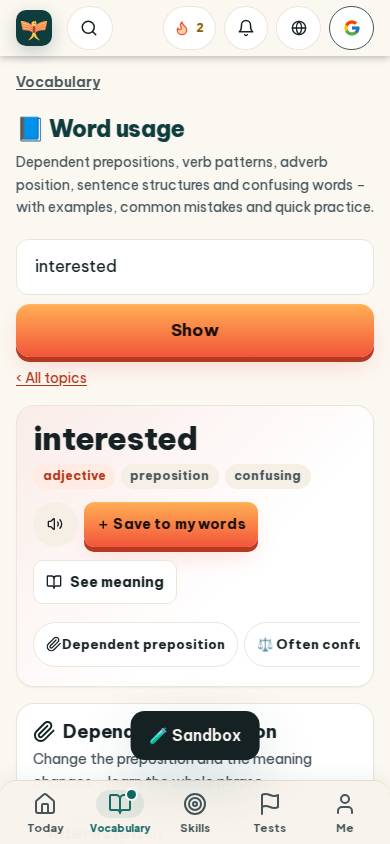 2
Vocabulary
📘 Word usage
Dependent prepositions, verb patterns, adverb
position, sentence structures and confusing words –
with examples, common mistakes and quick practice.
interested
Show
‹ All topics
interested
adjective preposition confusing
+ Save to my words
See meaning
Dependent preposition ⚖️ Often confu
Depend on
🧪 Sandbox
Change the preposition and the meaning
changes – learn the whole phrase
Today Vocabulary Skills Tests Me